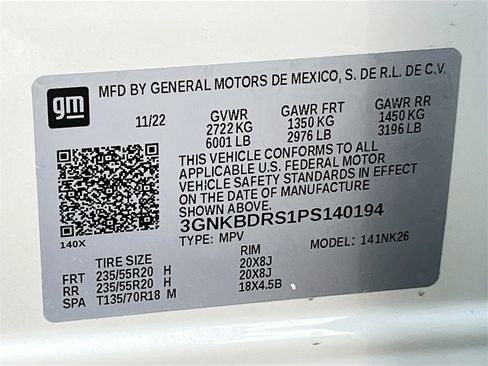 gm
MFD BY GENERAL MOTORS DE MEXICO, S. DE R.L. DE C.V.
11/22 GVWR GAWR FRT GAWR RR
2722 KG 1350 KG 1450 KG
6001 LB 2976 LB 3196 LB
THIS VEHICLE CONFORMS TO ALL
APPLICABLE U.S. FEDERAL MOTOR
VEHICLE SAFETY STANDARDS IN EFFECT
ON THE DATE OF MANUFACTURE
SHOWN ABOVE.
3GNKBDRS1PS140194
140X TYPE: MPV MODEL: 141NK26
TIRE SIZE RIM
FRT 235/55R20 H 20X8J
RR 235/55R20 H 20X8J
SPA T135/70R18 M 18X4.5B